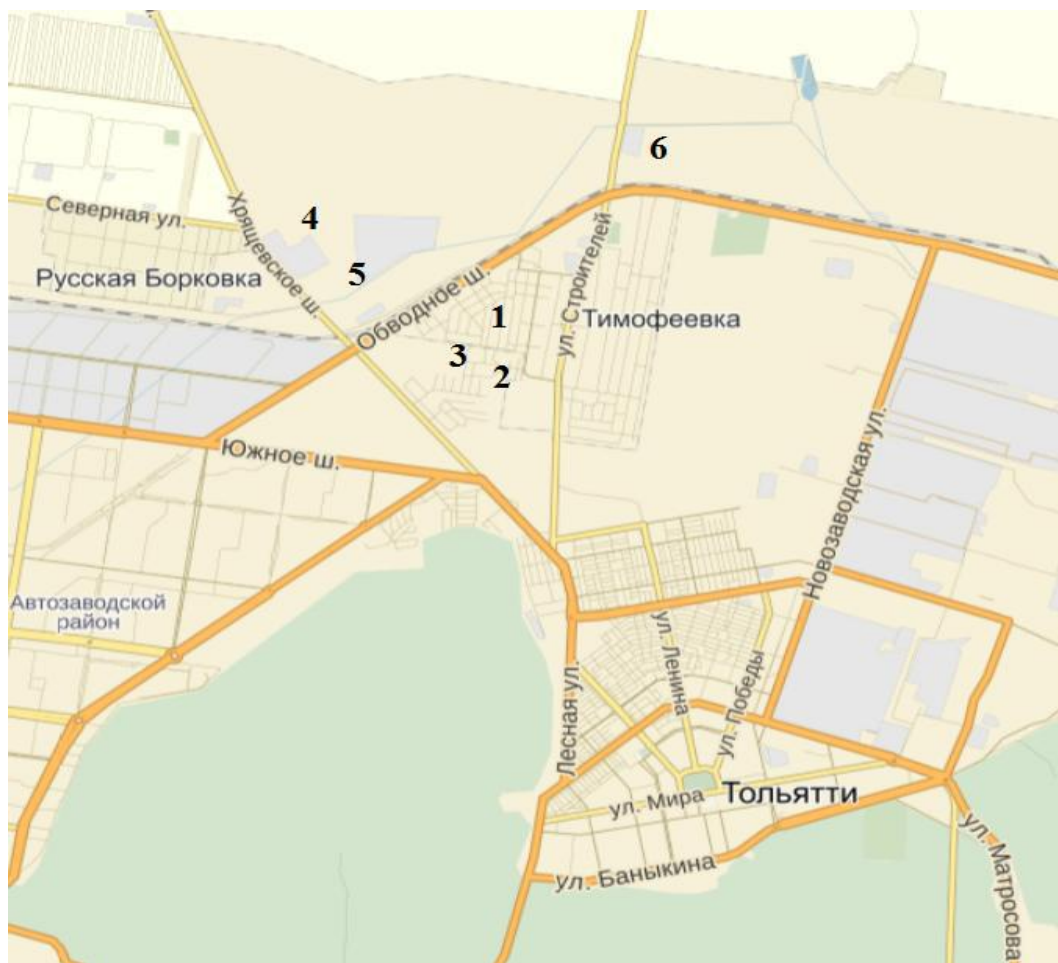 6
Северная ул.
4
Хрящевское ш.
Русская Борковка
5
Обводное ш.
1
ул. Строителей
Тимофеевка
3
2
Южное ш.
Новозаводская ул.
Автозаводской
район
ул. Ленина
ул. Победы
Лесная ул.
ул. Мира
Тольятти
ул. Баныкина
ул. Матросова